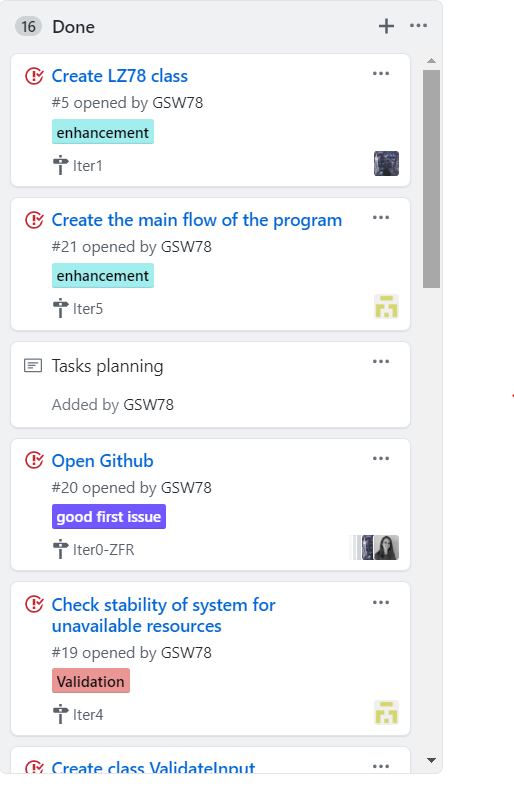 16 Done
Create LZ78 class
#5 opened by GSW78
enhancement
Iter1
Create the main flow of the program
#21 opened by GSW78
enhancement
Iter5
Tasks planning
Added by GSW78
Open Github
#20 opened by GSW78
good first issue
Iter0-ZFR
Check stability of system for
unavailable resources
#19 opened by GSW78
Validation
Iter4
Create class ValidateInput